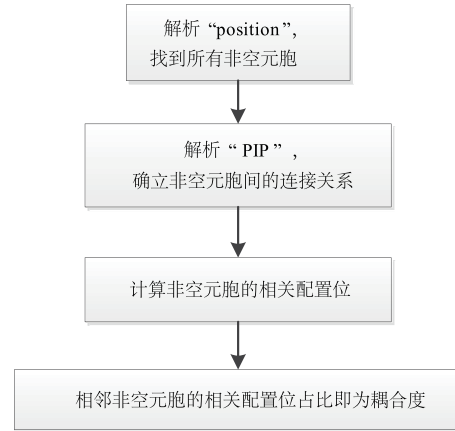 解析“position”，
找到所有非空元胞
解析“ PIP ”，
确立非空元胞间的连接关系
计算非空元胞的相关配置位
相邻非空元胞的相关配置位占比即为耦合度